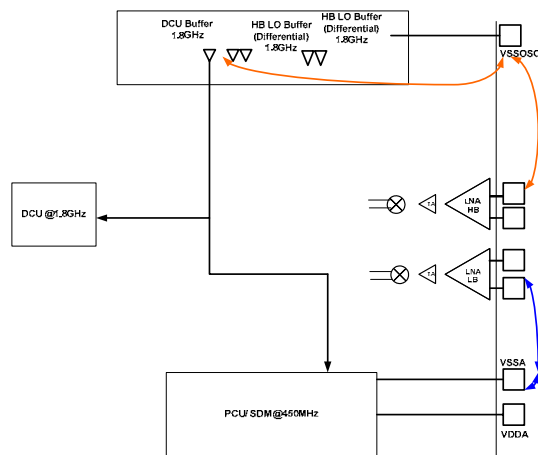 DCU Buffer
1.8GHz
HB LO Buffer
(Differential)
1.8GHz
HB LO Buffer
(Differential)
1.8GHz
VSSOSC
DCU @1.8GHz
LNA
HB
LNA
LB
VSSA
PCU/SDM@450MHz
VDDA